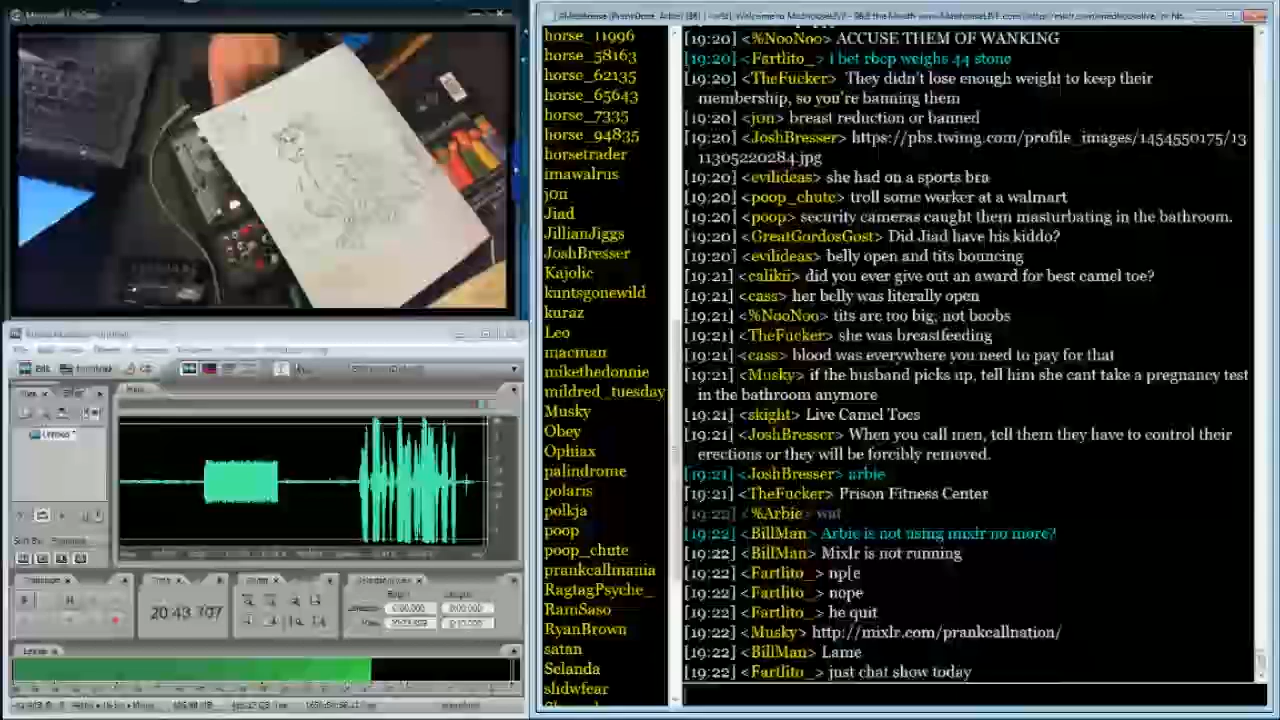 horse_11996
horse_58163
horse_62135
horse_65643
horse_7335
horse_94835
horsetrader
imawalrus
jon
Jiad
JillianJiggs
JoshBresser
Kajolic
kuntsgonewild
kuraz
Leo
macman
mikethedonnie
mildred_tuesday
Musky
Obey
Ophiax
palindrome
polaris
polkja
poop
poop_chute
prankcallmania
RagtagPsyche_
RamSaso
RyanBrown
satan
Selanda
shdwfear
[19:20] <%NooNoo> ACCUSE THEM OF WANKING
[19:20] <Fartlito_> i bet rbcp weighs 44 stone
[19:20] <TheFucker> They didn't lose enough weight to keep their
membership, so you're banning them
[19:20] <jon> breast reduction or banned
[19:20] <JoshBresser> https://pbs.twimg.com/profile_images/1454550175/13
11305220284.jpg
[19:20] <evilideas> she had on a sports bra
[19:20] <poop_chute> troll some worker at a walmart
[19:20] <poop> security cameras caught them masturbating in the bathroom.
[19:20] <GreatGordosGost> Did Jiad have his kiddo?
[19:20] <evilideas> belly open and tits bouncing
[19:21] <calikii> did you ever give out an award for best camel toe?
[19:21] <cass> her belly was literally open
[19:21] <%NooNoo> tits are too big, not boobs
[19:21] <TheFucker> she was breastfeeding
[19:21] <cass> blood was everywhere you need to pay for that
[19:21] <Musky> if the husband picks up, tell him she cant take a pregnancy test
in the bathroom anymore
[19:21] <skight> Live Camel Toes
[19:21] <JoshBresser> When you call men, tell them they have to control their
erections or they will be forcibly removed.
[19:21] <JoshBresser> arbie
[19:21] <TheFucker> Prison Fitness Center
[19:22] <%Arbie> wat
[19:22] <BillMan> Arbie is not using mixlr no more?
[19:22] <BillMan> Mixlr is not running
[19:22] <Fartlito_> np[e
[19:22] <Fartlito_> nope
[19:22] <Fartlito_> he quit
[19:22] <Musky> http://mixlr.com/prankcallnation/
[19:22] <BillMan> Lame
[19:22] <Fartlito_> just chat show today
Edit
20:43.707